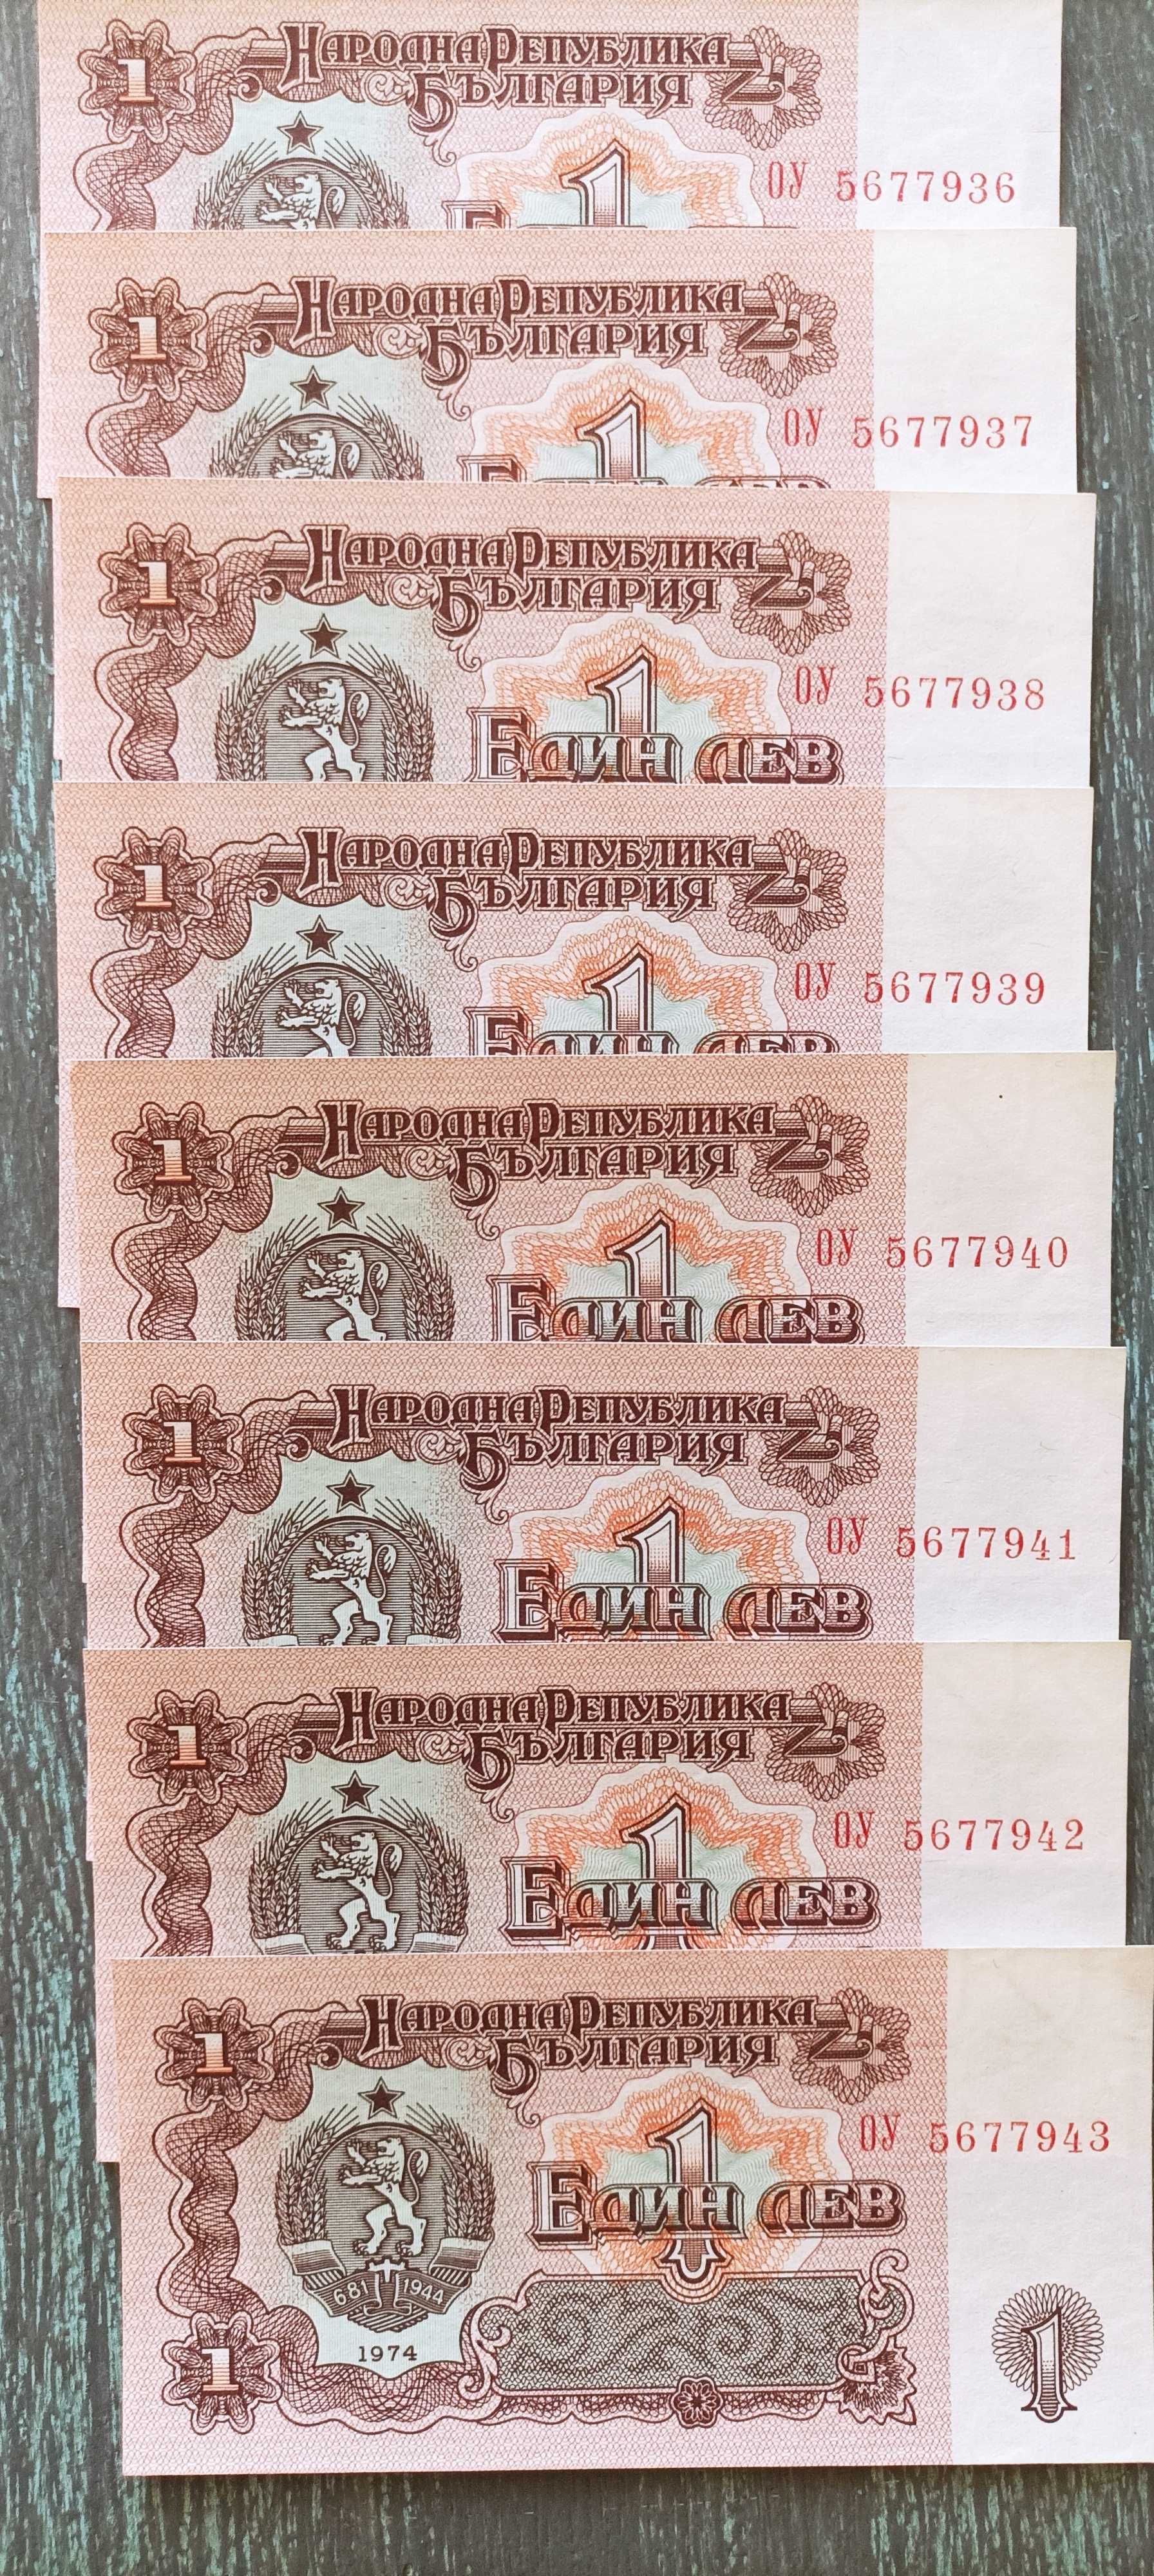 1
Народна Република
България
1
ОУ 5677936
1
Народна Република
България
1
ОУ 5677937
1
Народна Република
България
1
ОУ 5677938
Един лев
1
Народна Република
България
1
ОУ 5677939
Един лев
1
Народна Република
България
1
ОУ 5677940
Един лев
1
Народна Република
България
1
ОУ 5677941
Един лев
1
Народна Република
България
1
ОУ 5677942
Един лев
1
Народна Република
България
1
ОУ 5677943
Един лев
681 1944
1974
1
1